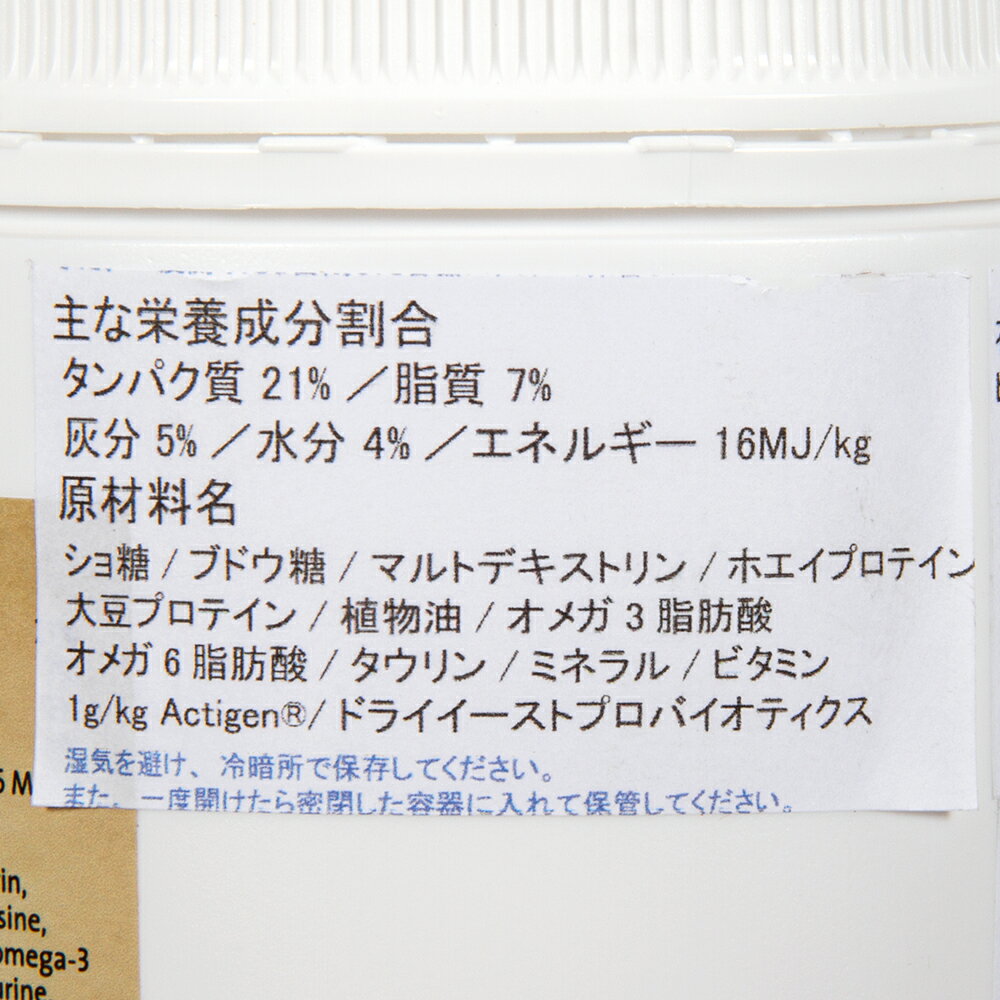 主な栄養成分割合
タンパク質 21% ／脂質 7%
灰分 5% ／水分 4% ／エネルギー 16MJ/kg
原材料名
ショ糖 / ブドウ糖 / マルトデキストリン / ホエイプロテイン
大豆プロテイン / 植物油 / オメガ 3 脂肪酸
オメガ 6 脂肪酸 / タウリン / ミネラル / ビタミン
1g/kg Actigen®/ ドライイーストプロバイオティクス
湿気を避け、冷暗所で保存してください。
また、一度開けたら密閉した容器に入れて保管してください。
omega-3